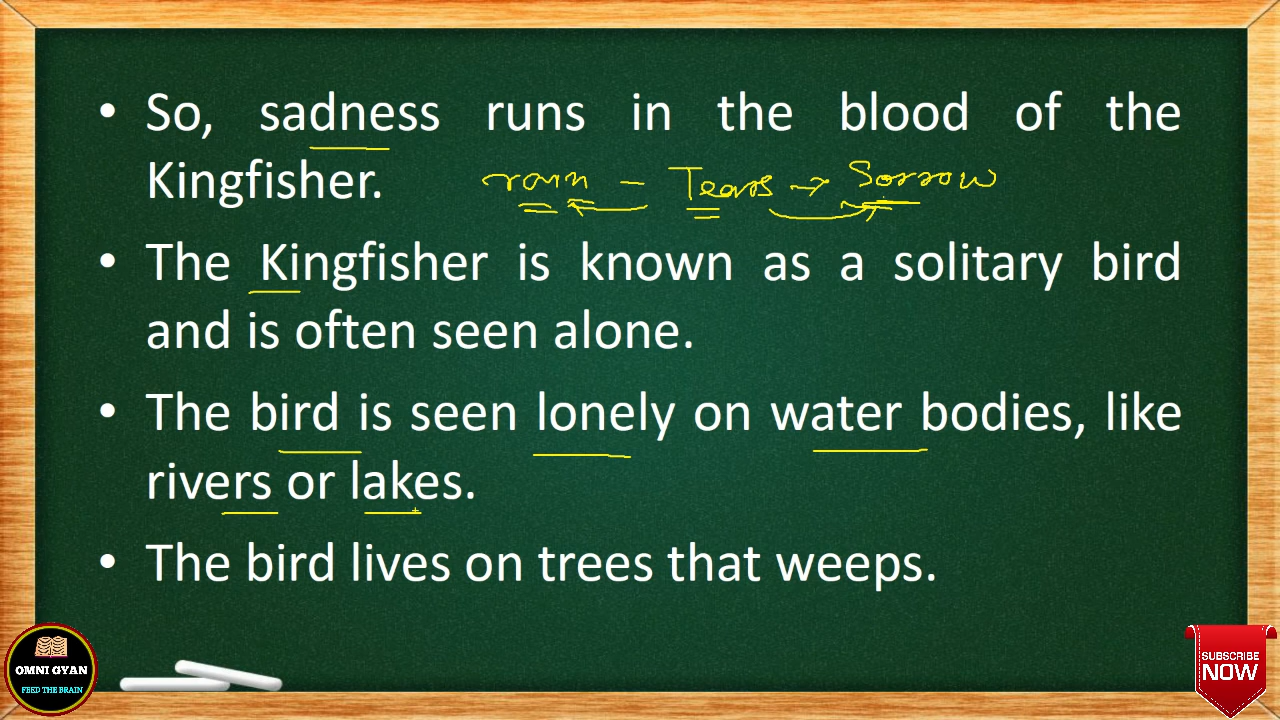 • So, sadness runs in the blood of the
Kingfisher. rain – Tears → Sorrow
• The Kingfisher is known as a solitary bird
and is often seen alone.
• The bird is seen lonely on water bodies, like
rivers or lakes.
• The bird lives on trees that weeps.
OMNI GYAN
FEED THE BRAIN
SUBSCRIBE
NOW